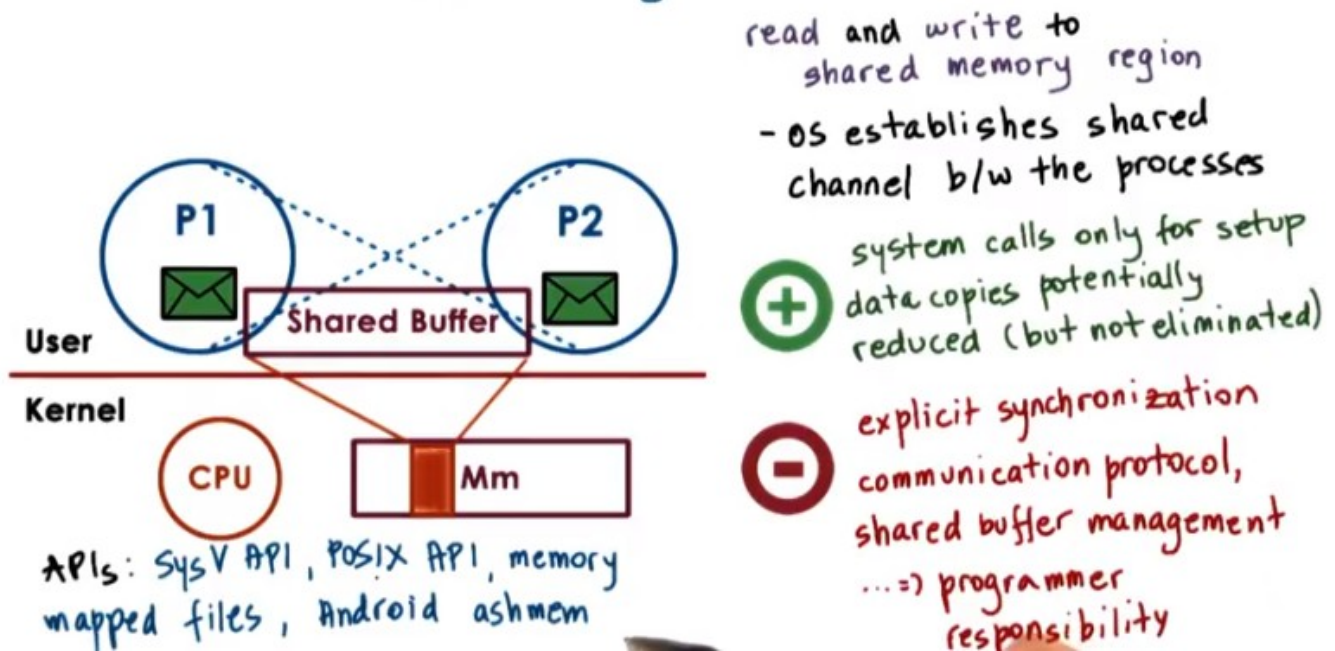 read and write to
shared memory region
- OS establishes shared
channel b/w the processes
P1
P2
Shared Buffer
User
Kernel
CPU
Mm
system calls only for setup
data copies potentially
reduced (but not eliminated)
explicit synchronization
communication protocol,
shared buffer management
...=) programmer
responsibility
APIs: SysV API, POSIX API, memory
mapped files, Android ashmem